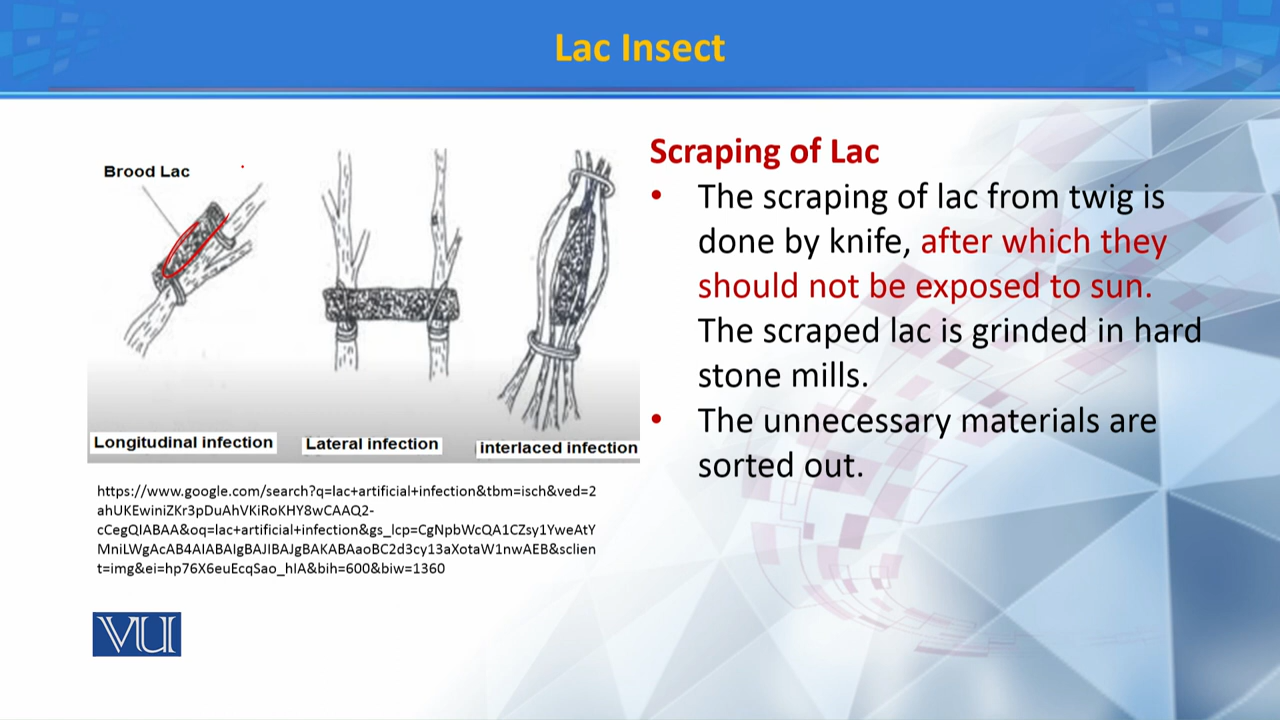 Lac Insect
Brood Lac
Longitudinal infection
Lateral infection
interlaced infection
https://www.google.com/search?q=lac+artificial+infection&tbm=isch&ved=2
ahUKEwiniZKr3pDuAhVKiRoKHY8wCAAQ2-
cCegQIABAA&oq=lac+artificial+infection&gs_lcp=CgNpbWcQA1CZsy1YweAtY
MniLWgAcAB4AIABAIgBAJIBAJgBAKABAaoBC2d3cy13aXotaW1nwAEB&sclien
t=img&ei=hp76X6euEcqSao_hIA&bih=600&biw=1360
VU
Scraping of Lac
• The scraping of lac from twig is
done by knife, after which they
should not be exposed to sun.
The scraped lac is grinded in hard
stone mills.
• The unnecessary materials are
sorted out.